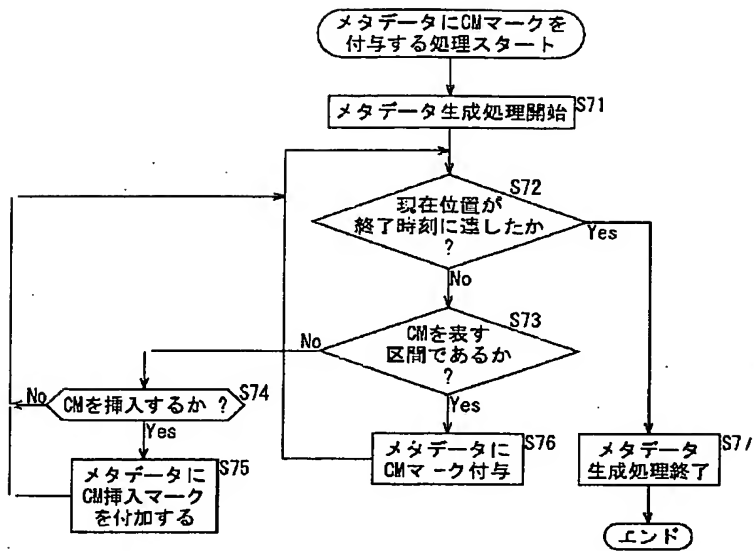 メタデータにCMマークを
付与する処理スタート
メタデータ生成処理開始
S71
S72
現在位置が
終了時刻に達したか
?
Yes
No
S73
CMを表す
区間であるか
?
No
Yes
CMを挿入するか ?
S74
No
Yes
S75
メタデータに
CM挿入マーク
を付加する
S76
メタデータに
CMマーク付与
S77
メタデータ
生成処理終了
エンド